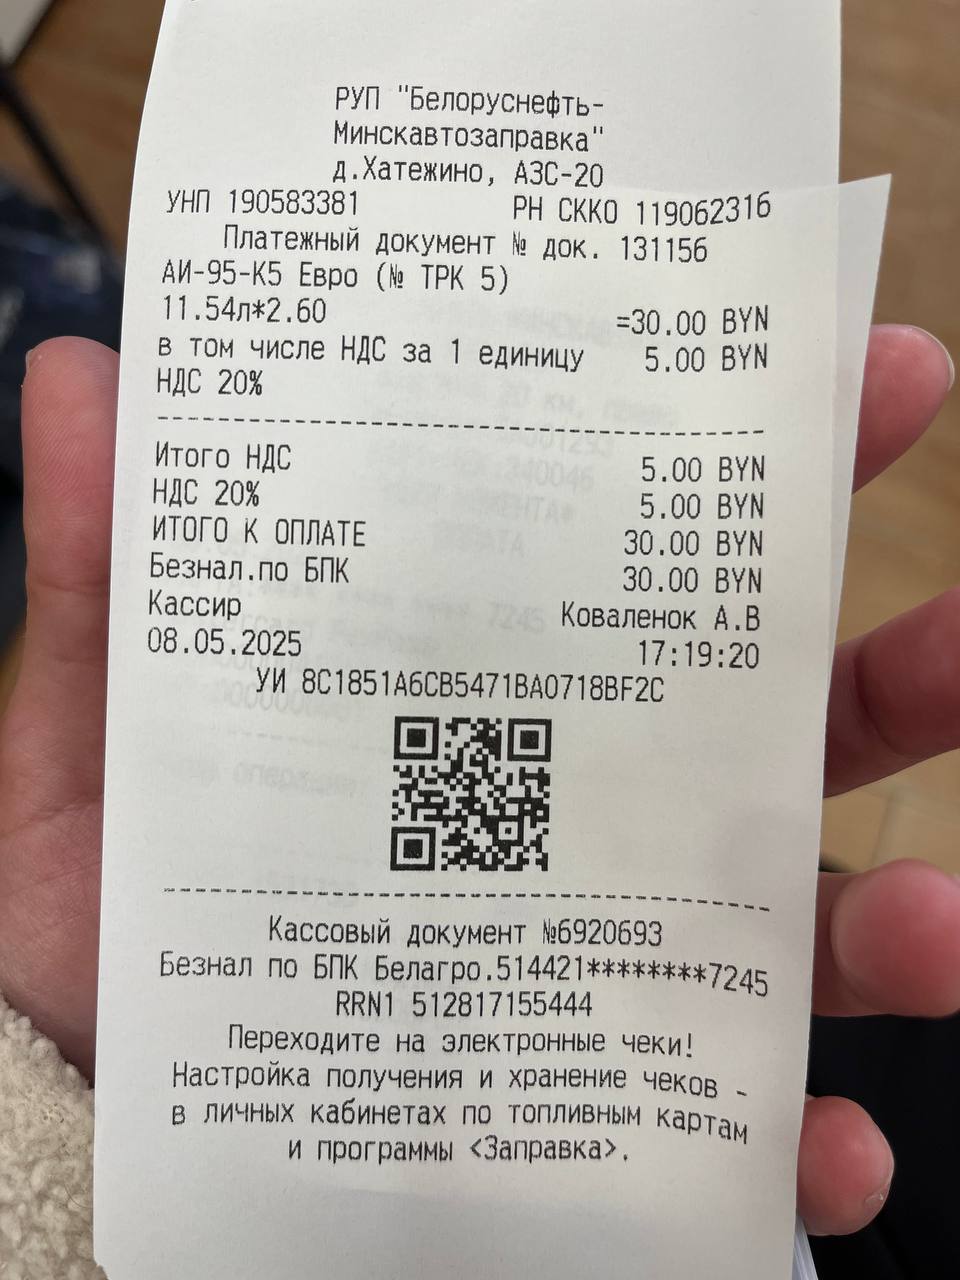 РУП "Белоруснефть-
Минскавтозаправка"
д.Хатежино, АЗС-20
УНП 190583381 РН СККО 119062316
Платежный документ № док. 131156
АИ-95-К5 Евро (№ ТРК 5)
11.54л*2.60 =30.00 BYN
в том числе НДС за 1 единицу 5.00 BYN
НДС 20%
Итого НДС 5.00 BYN
НДС 20% 5.00 BYN
ИТОГО К ОПЛАТЕ 30.00 BYN
Безнал.по БПК 30.00 BYN
Кассир Коваленок А.В
08.05.2025 17:19:20
УИ 8C1851A6CB5471BA0718BF2C
Кассовый документ №6920693
Безнал по БПК Белагро.514421********7245
RRN1 512817155444
Переходите на электронные чеки!
Настройка получения и хранение чеков -
в личных кабинетах по топливным картам
и программы <Заправка>.